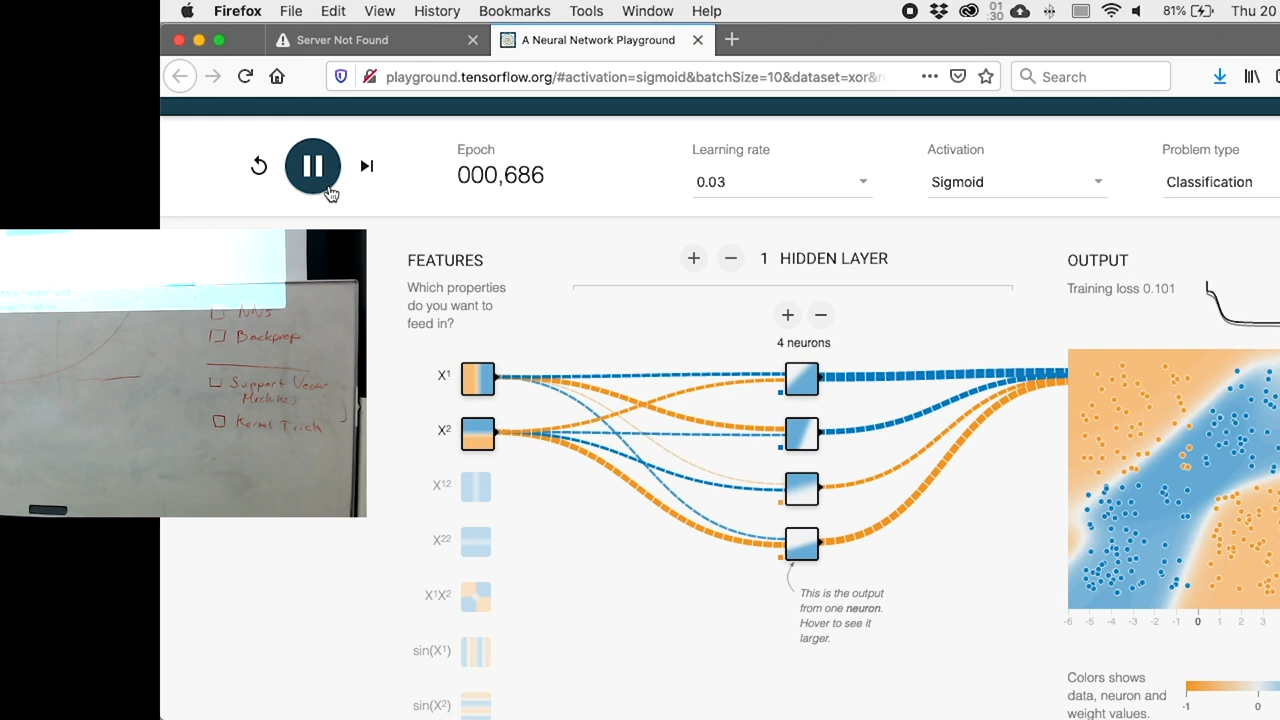 Firefox File Edit View History Bookmarks Tools Window Help 01 :30 81% Thu 20
Server Not Found
A Neural Network Playground
playground.tensorflow.org/#activation=sigmoid&batchSize=10&dataset=xor&
Search
Epoch
000,686
Learning rate
0.03
Activation
Sigmoid
Problem type
Classification
NNs
Backprop
Support Vector
Machines
Kernel Trick
FEATURES
Which properties
do you want to
feed in?
X1
X2
X12
X22
X1X2
sin(X1)
sin(X2)
+ − 1 HIDDEN LAYER
+ −
4 neurons
This is the output
from one neuron.
Hover to see it
larger.
OUTPUT
Training loss 0.101
-6 -5 -4 -3 -2 -1 0 1 2 3
Colors shows
data, neuron and
weight values.
-1 0